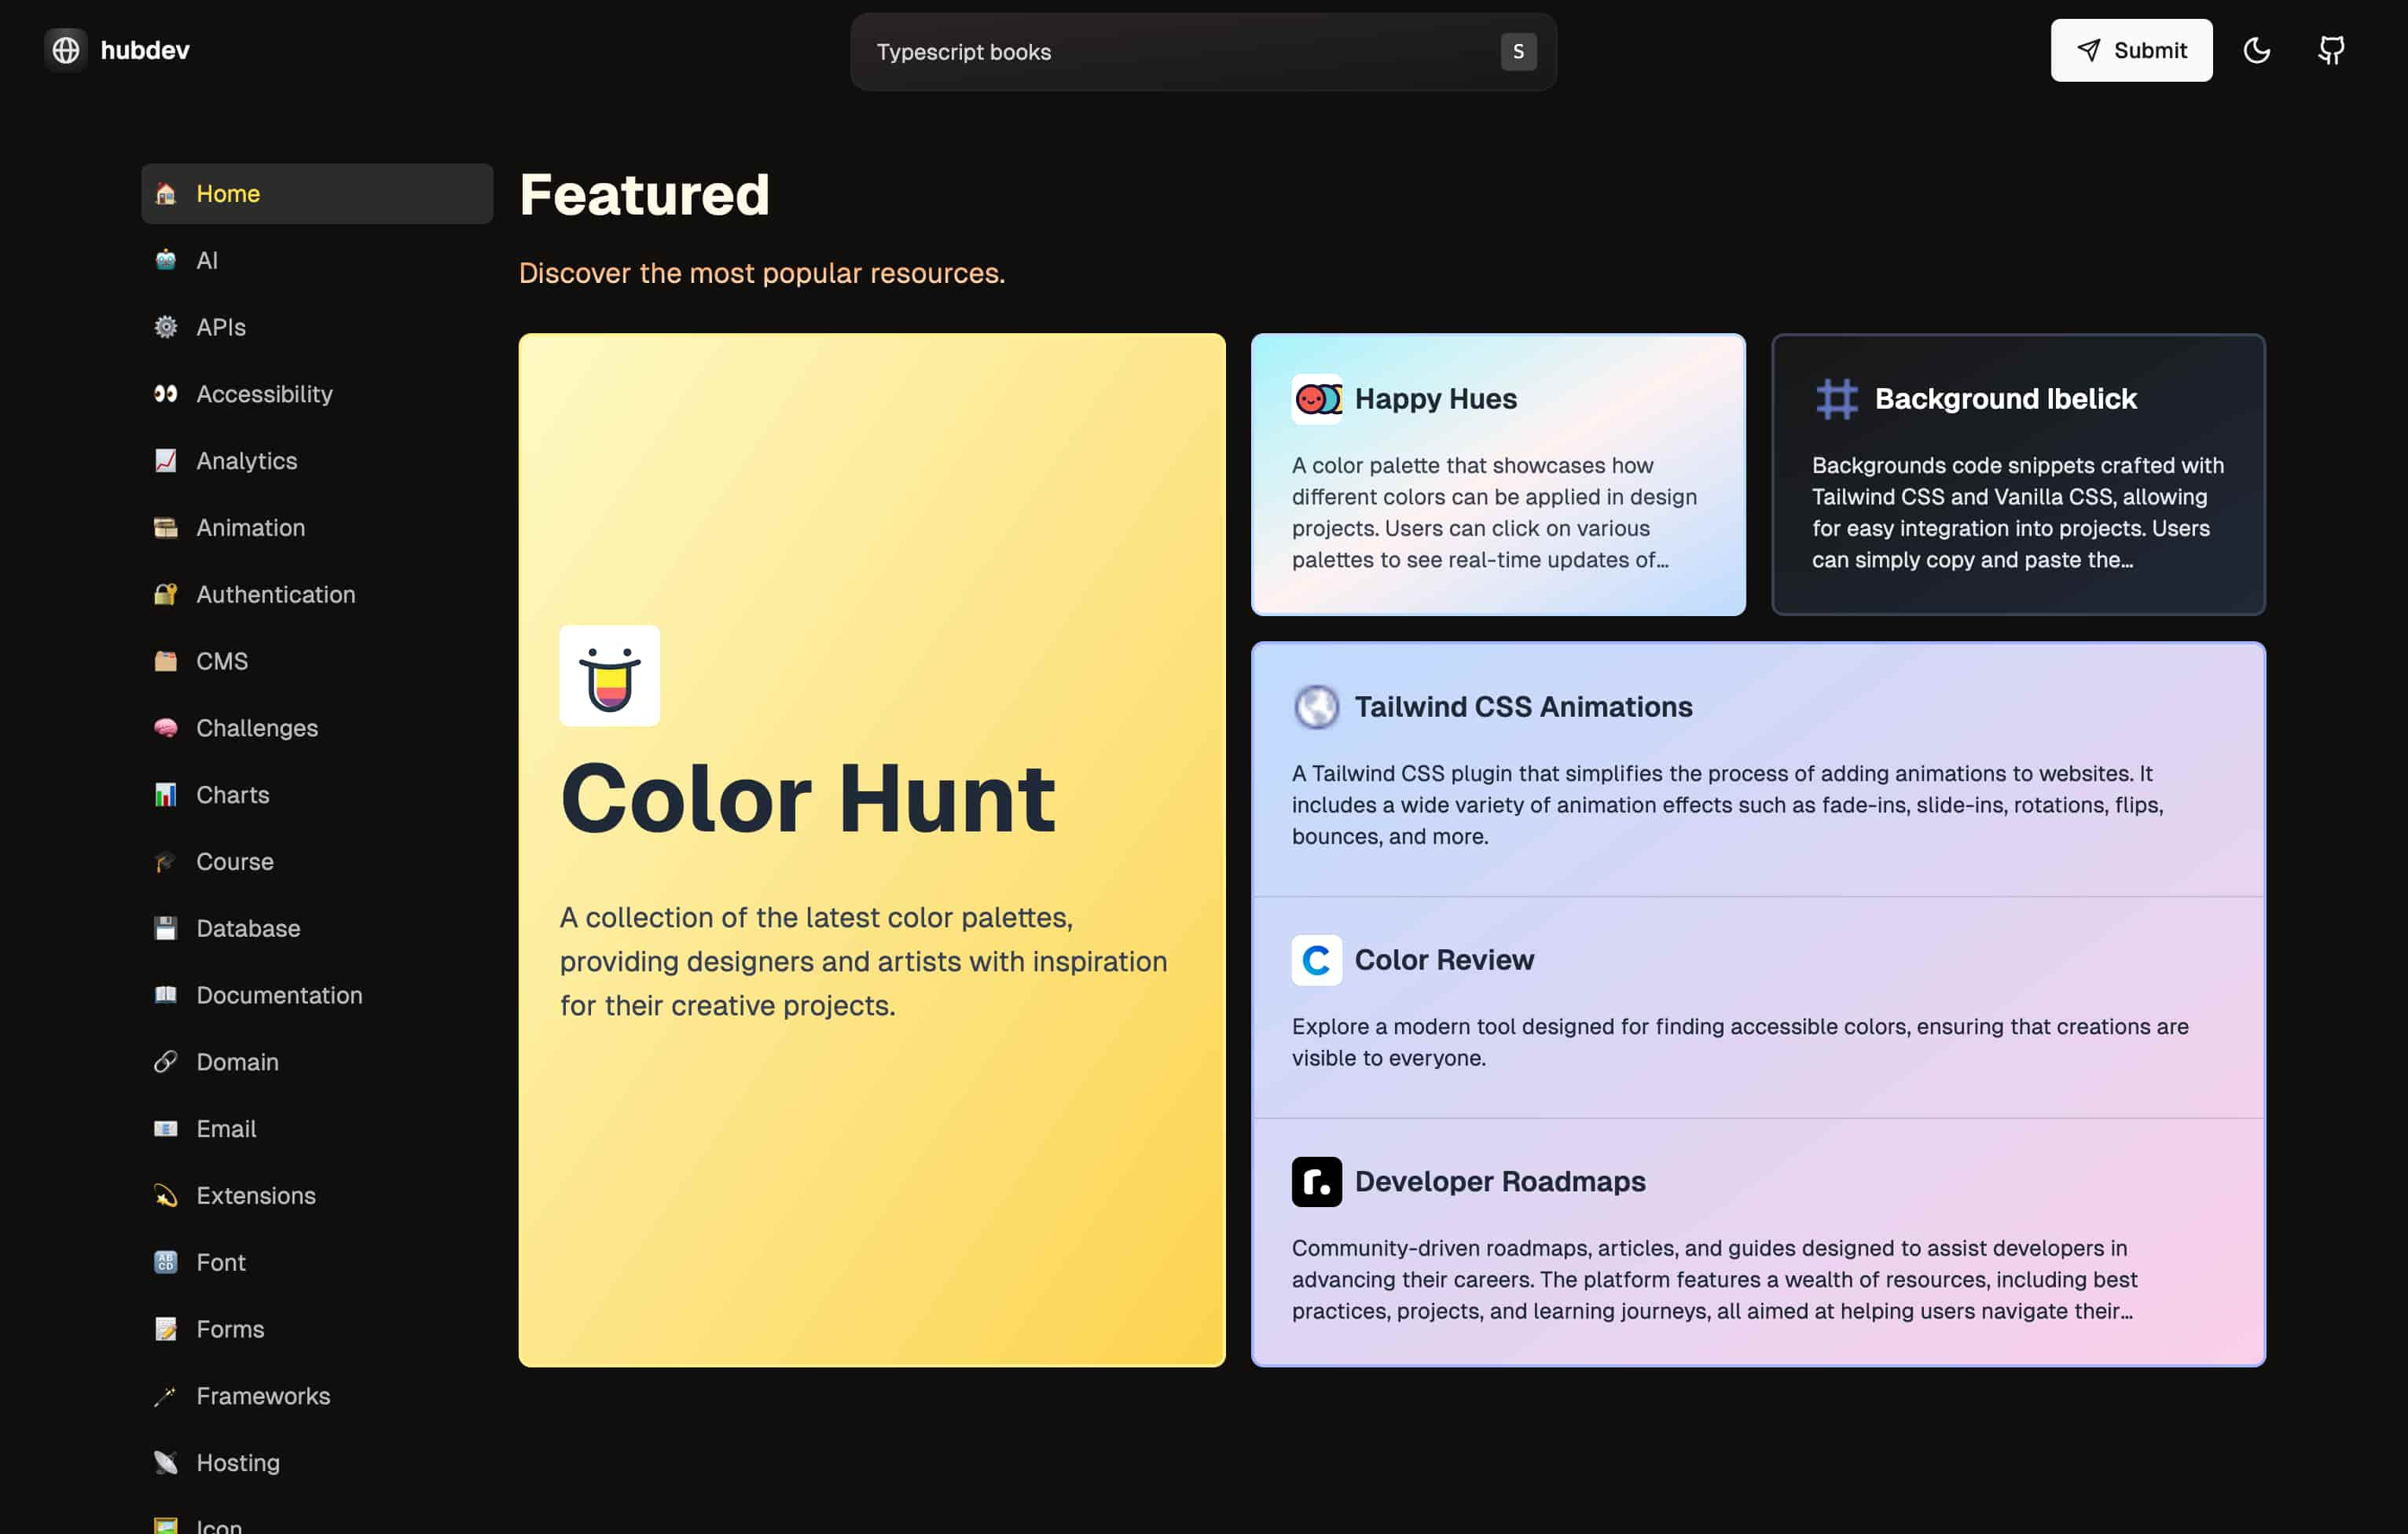 hubdev
Typescript books
S
Submit
Home
AI
APIs
Accessibility
Analytics
Animation
Authentication
CMS
Challenges
Charts
Course
Database
Documentation
Domain
Email
Extensions
Font
Forms
Frameworks
Hosting
Icon
Featured
Discover the most popular resources.
Color Hunt
A collection of the latest color palettes,
providing designers and artists with inspiration
for their creative projects.
Happy Hues
A color palette that showcases how
different colors can be applied in design
projects. Users can click on various
palettes to see real-time updates of...
Background Ibelick
Backgrounds code snippets crafted with
Tailwind CSS and Vanilla CSS, allowing
for easy integration into projects. Users
can simply copy and paste the...
Tailwind CSS Animations
A Tailwind CSS plugin that simplifies the process of adding animations to websites. It
includes a wide variety of animation effects such as fade-ins, slide-ins, rotations, flips,
bounces, and more.
Color Review
Explore a modern tool designed for finding accessible colors, ensuring that creations are
visible to everyone.
Developer Roadmaps
Community-driven roadmaps, articles, and guides designed to assist developers in
advancing their careers. The platform features a wealth of resources, including best
practices, projects, and learning journeys, all aimed at helping users navigate their...